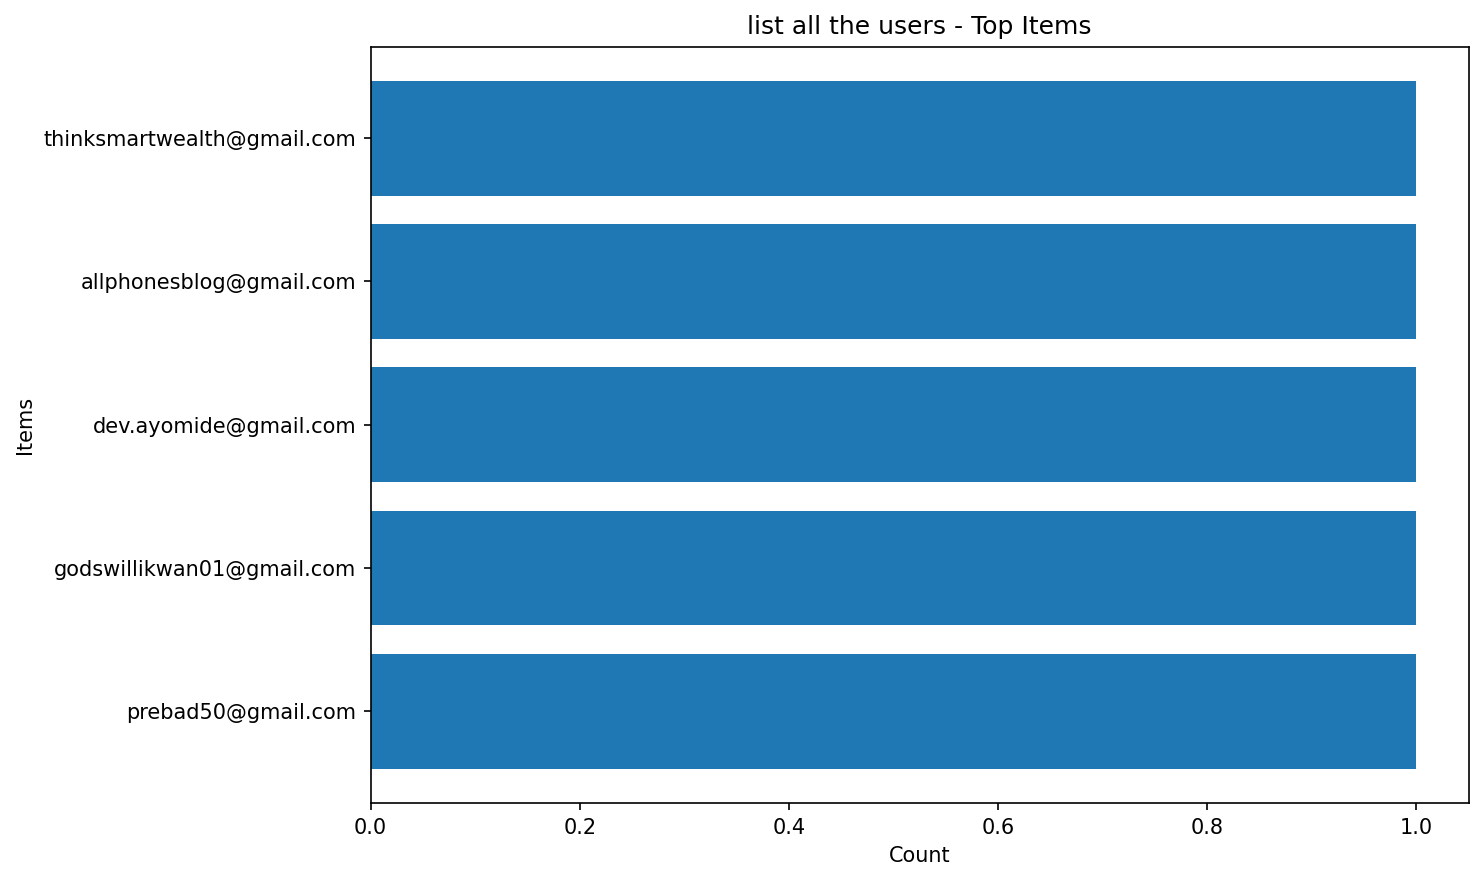 list all the users - Top Items
thinksmartwealth@gmail.com
allphonesblog@gmail.com
dev.ayomide@gmail.com
godswillikwan01@gmail.com
prebad50@gmail.com
Items
0.0 0.2 0.4 0.6 0.8 1.0
Count